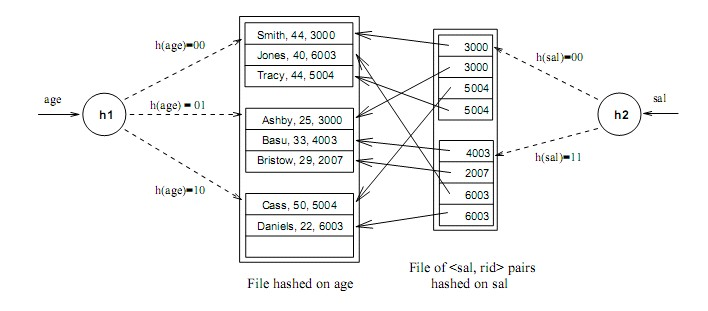 age
h1
h(age)=00
h(age) = 01
h(age)=10
Smith, 44, 3000
Jones, 40, 6003
Tracy, 44, 5004
Ashby, 25, 3000
Basu, 33, 4003
Bristow, 29, 2007
Cass, 50, 5004
Daniels, 22, 6003
File hashed on age
3000
3000
5004
5004
4003
2007
6003
6003
File of <sal, rid> pairs
hashed on sal
h(sal)=00
h(sal)=11
h2
sal